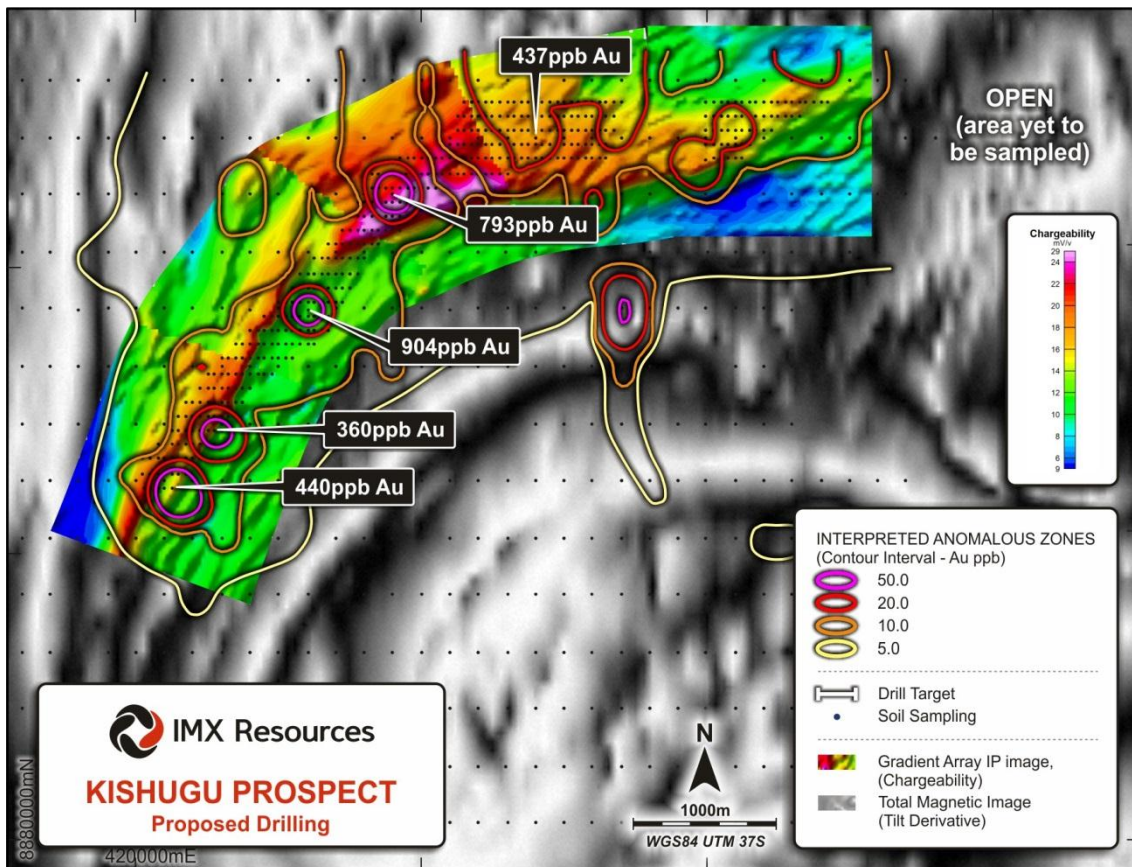 437ppb Au
OPEN
(area yet to
be sampled)
793ppb Au
904ppb Au
360ppb Au
440ppb Au
Chargeability
mV/v
29
24
22
20
18
16
14
12
10
6
9
INTERPRETED ANOMALOUS ZONES
(Contour Interval - Au ppb)
50.0
20.0
10.0
5.0
Drill Target
Soil Sampling
Gradient Array IP image,
(Chargeability)
Total Magnetic Image
(Tilt Derivative)
IMX Resources
KISHUGU PROSPECT
Proposed Drilling
N
1000m
WGS84 UTM 37S
8880000mN
420000mE